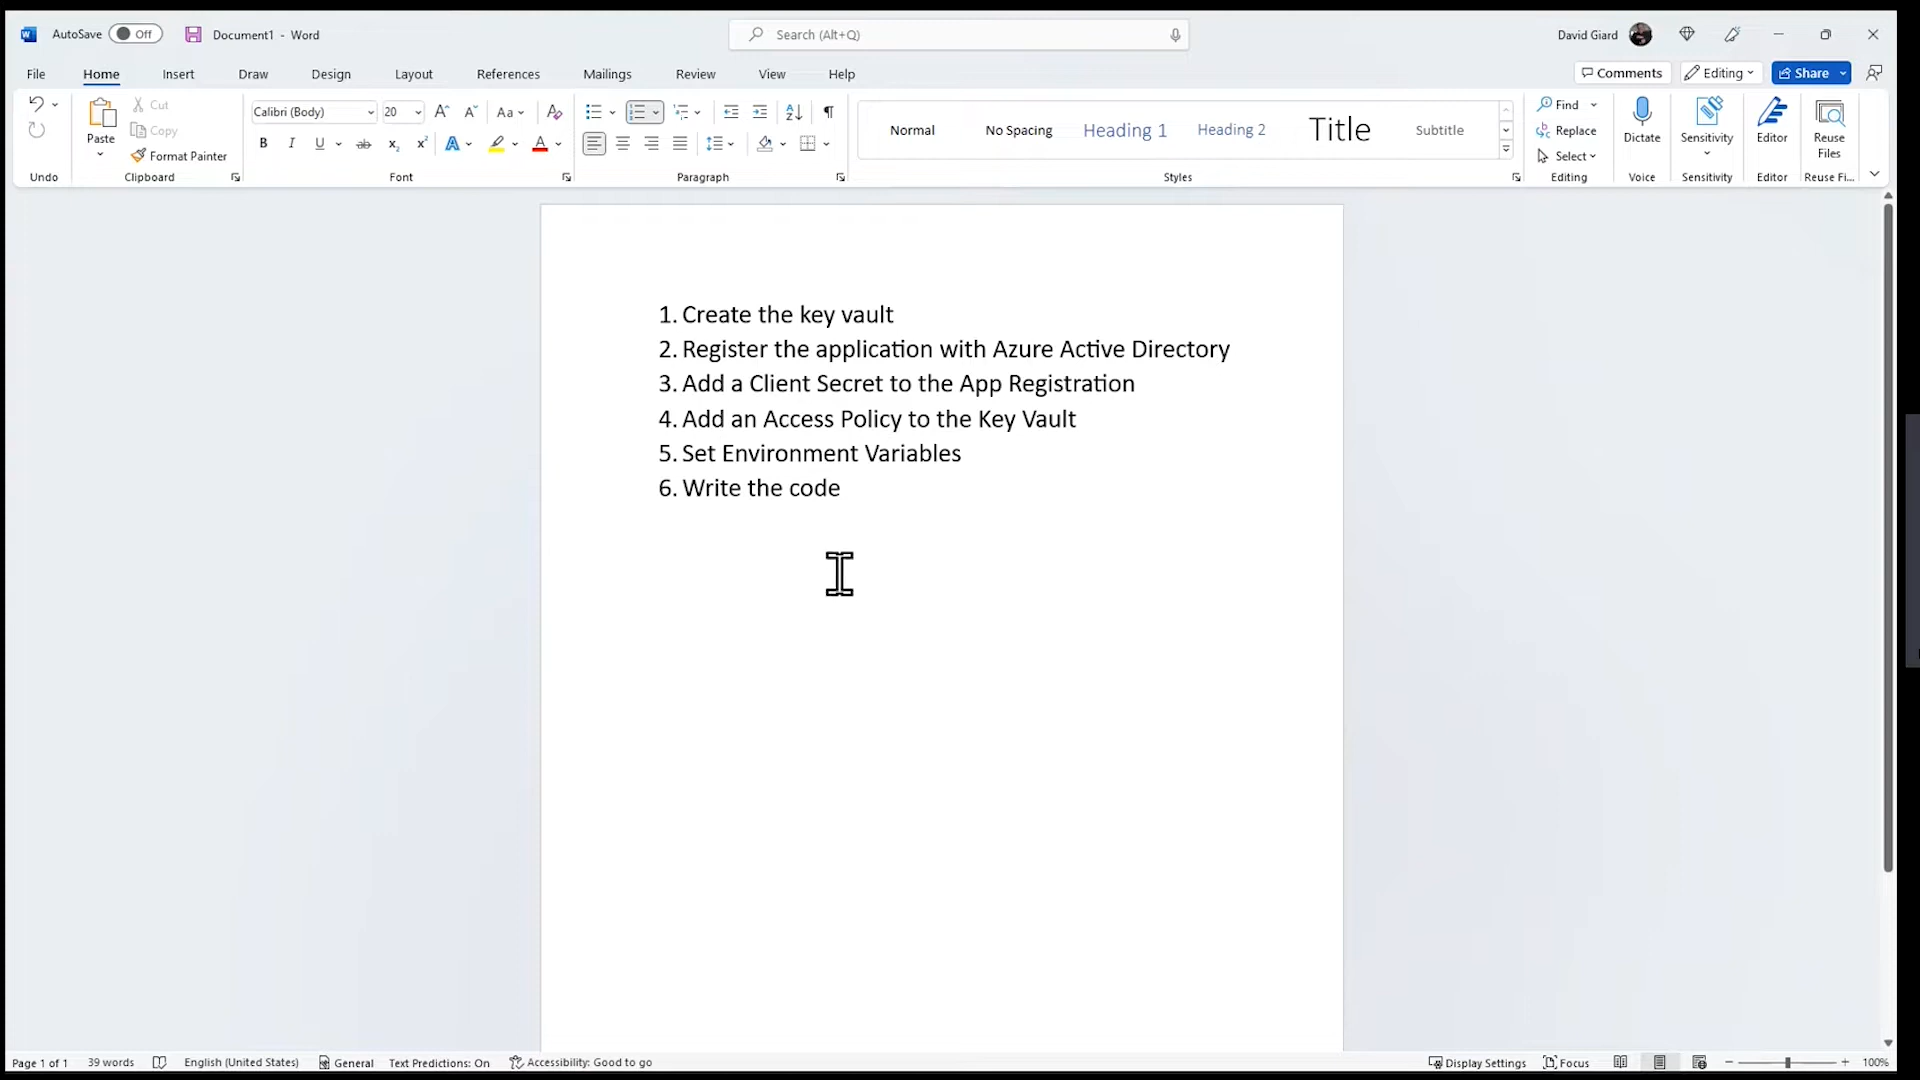 AutoSave Off Document1 - Word Search (Alt+Q) David Giard
File Home Insert Draw Design Layout References Mailings Review View Help Comments Editing Share
Cut
Copy
Format Painter
Paste
Calibri (Body) 20
Normal No Spacing Heading 1 Heading 2 Title Subtitle
Find
Replace
Select
Dictate Sensitivity Editor Reuse Files
Undo Clipboard Font Paragraph Styles Editing Voice Sensitivity Editor Reuse Fi...
1. Create the key vault
2. Register the application with Azure Active Directory
3. Add a Client Secret to the App Registration
4. Add an Access Policy to the Key Vault
5. Set Environment Variables
6. Write the code
Page 1 of 1 39 words English (United States) General Text Predictions: On Accessibility: Good to go Display Settings Focus 100%